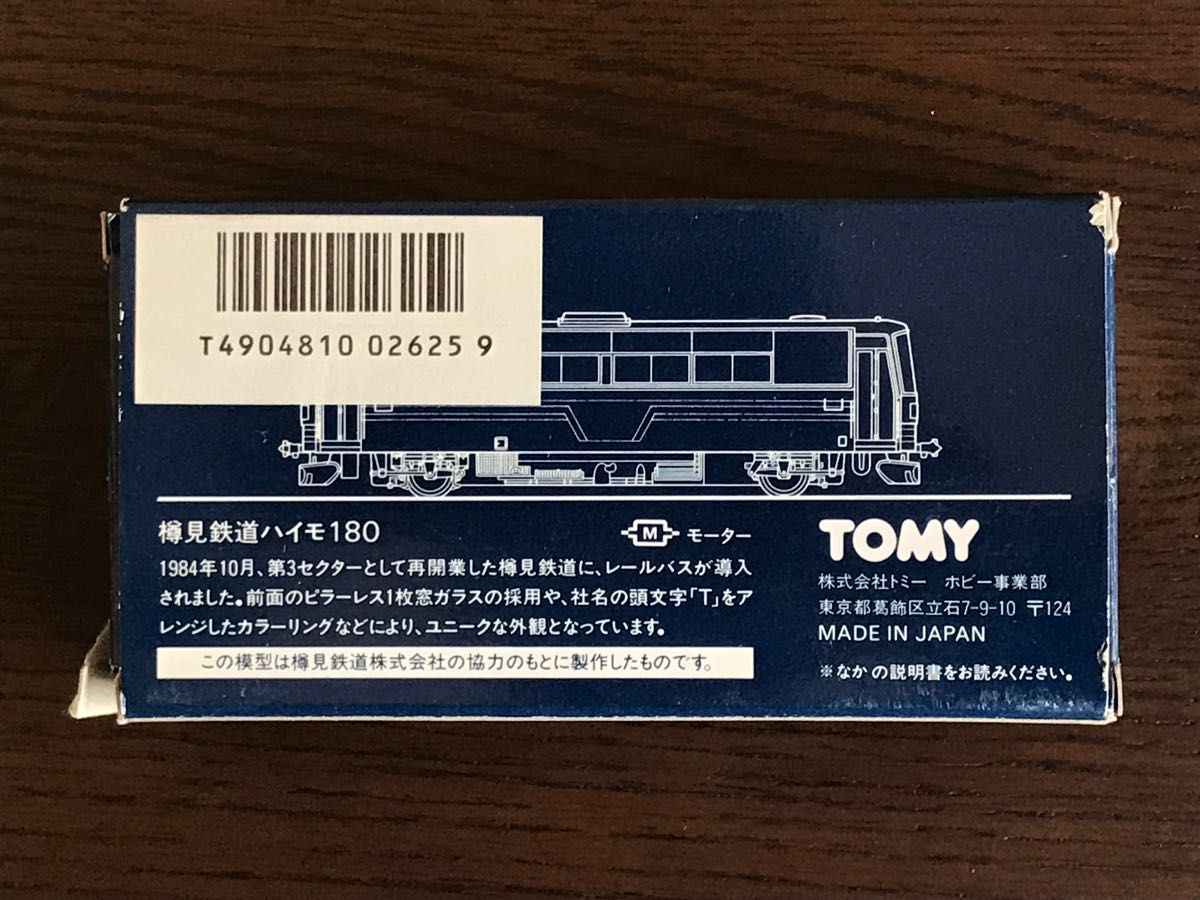 T4904810 02625 9
樽見鉄道ハイモ180
M モーター
1984年10月、第3セクターとして再開業した樽見鉄道に、レールバスが導入
されました。前面のピラーレス1枚窓ガラスの採用や、社名の頭文字「T」をア
レンジしたカラーリングなどにより、ユニークな外観となっています。
この模型は樽見鉄道株式会社の協力のもとに製作したものです。
TOMY
株式会社トミー ホビー事業部
東京都葛飾区立石7-9-10 〒124
MADE IN JAPAN
※なかの説明書をお読みください。